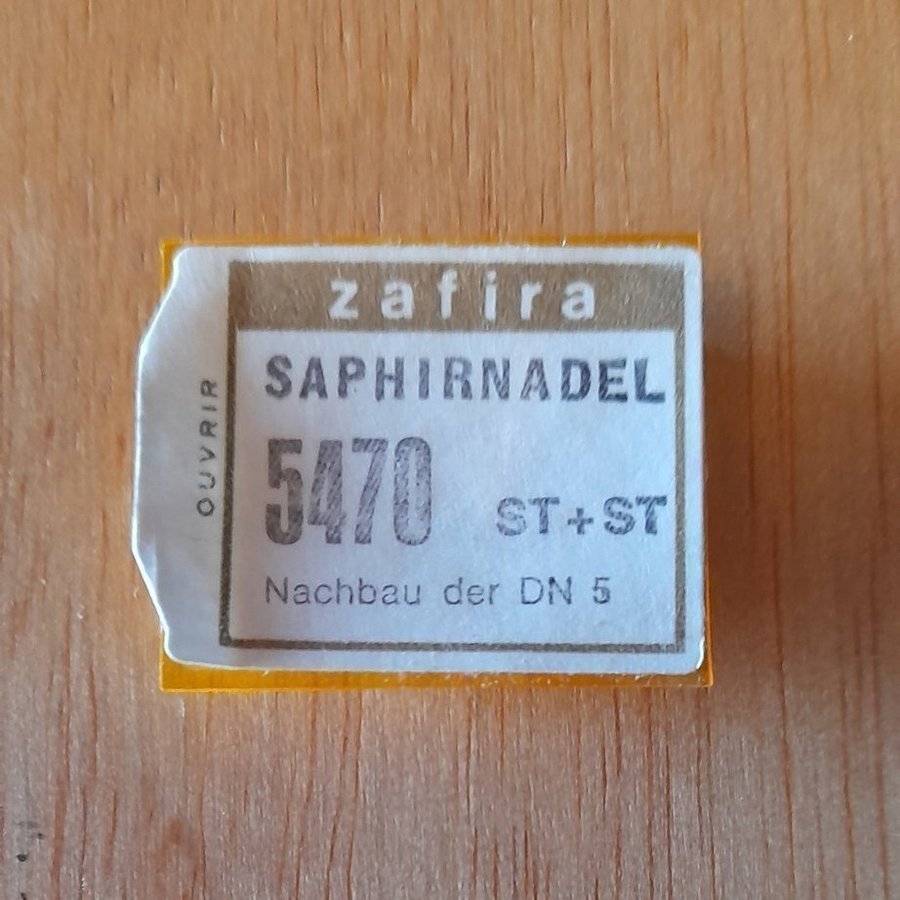 zafira
SAPHIRNADEL
5470 ST+ST
Nachbau der DN 5
OUVRIR